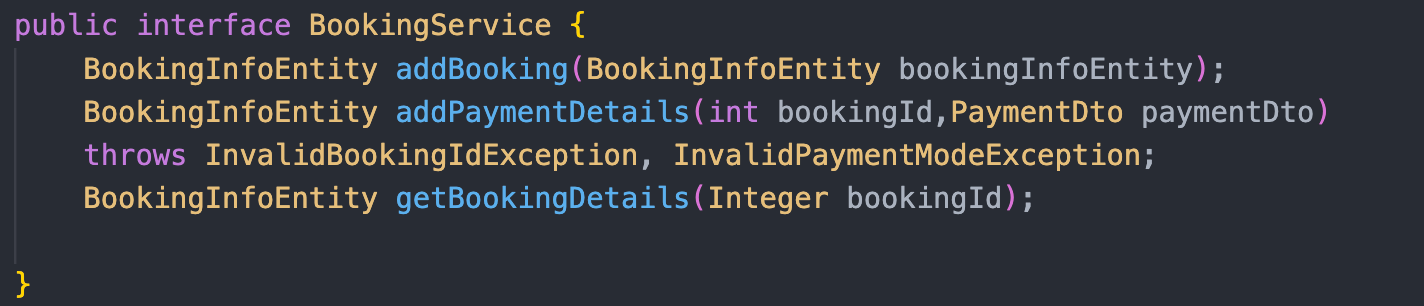 public interface BookingService {
    BookingInfoEntity addBooking(BookingInfoEntity bookingInfoEntity);
    BookingInfoEntity addPaymentDetails(int bookingId,PaymentDto paymentDto)
    throws InvalidBookingIdException, InvalidPaymentModeException;
    BookingInfoEntity getBookingDetails(Integer bookingId);

}